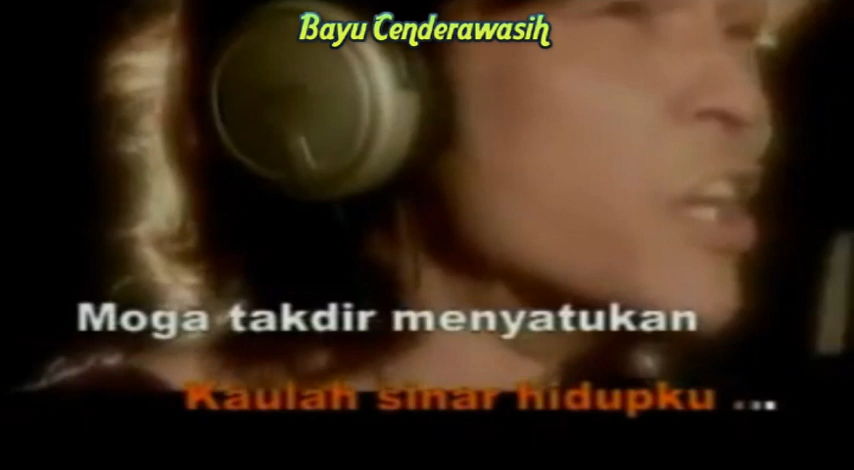 Bayu Cenderawasih
Moga takdir menyatukan
Kaulah sinar hidupku ...